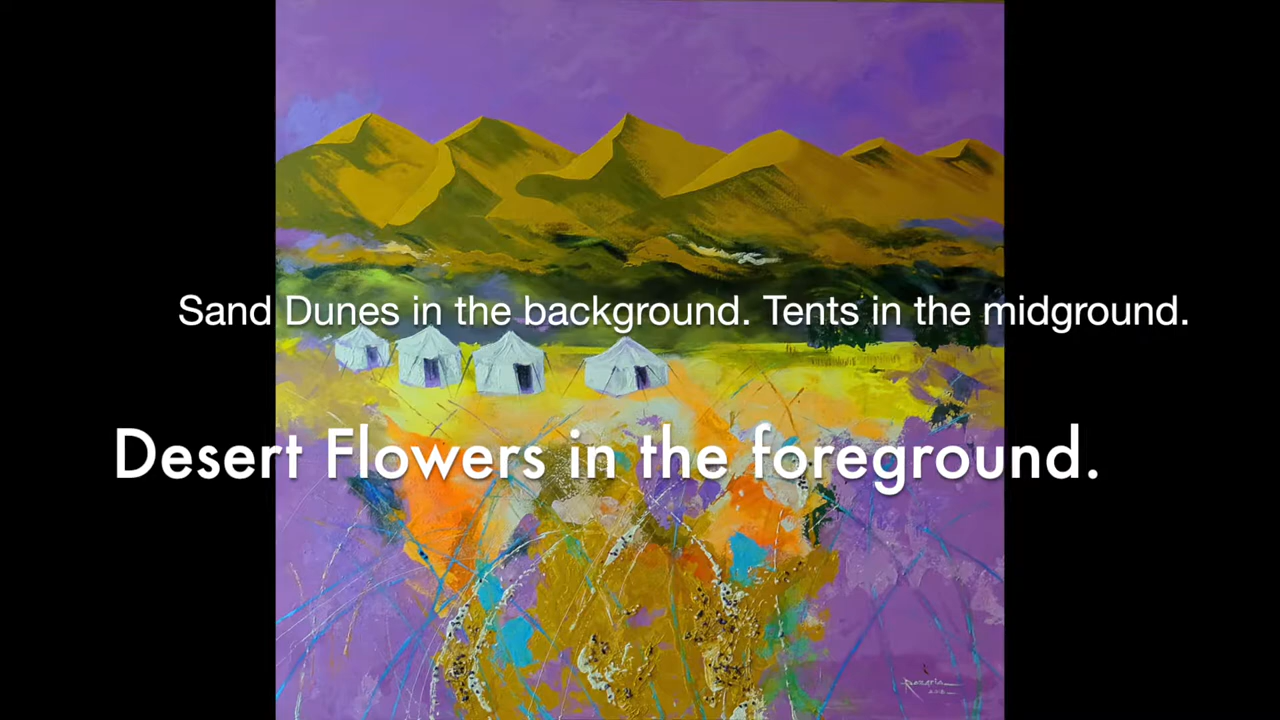 Sand Dunes in the background. Tents in the midground.
Desert Flowers in the foreground.